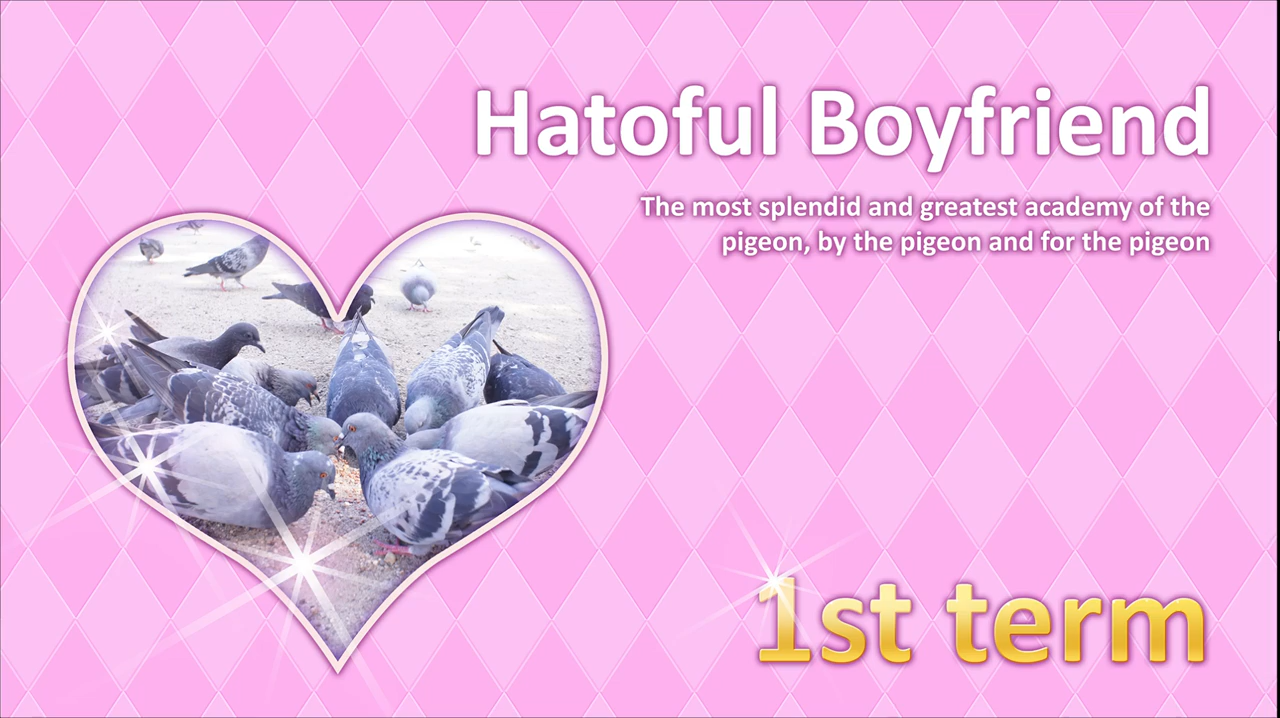 Hatoful Boyfriend
The most splendid and greatest academy of the
pigeon, by the pigeon and for the pigeon
1st term